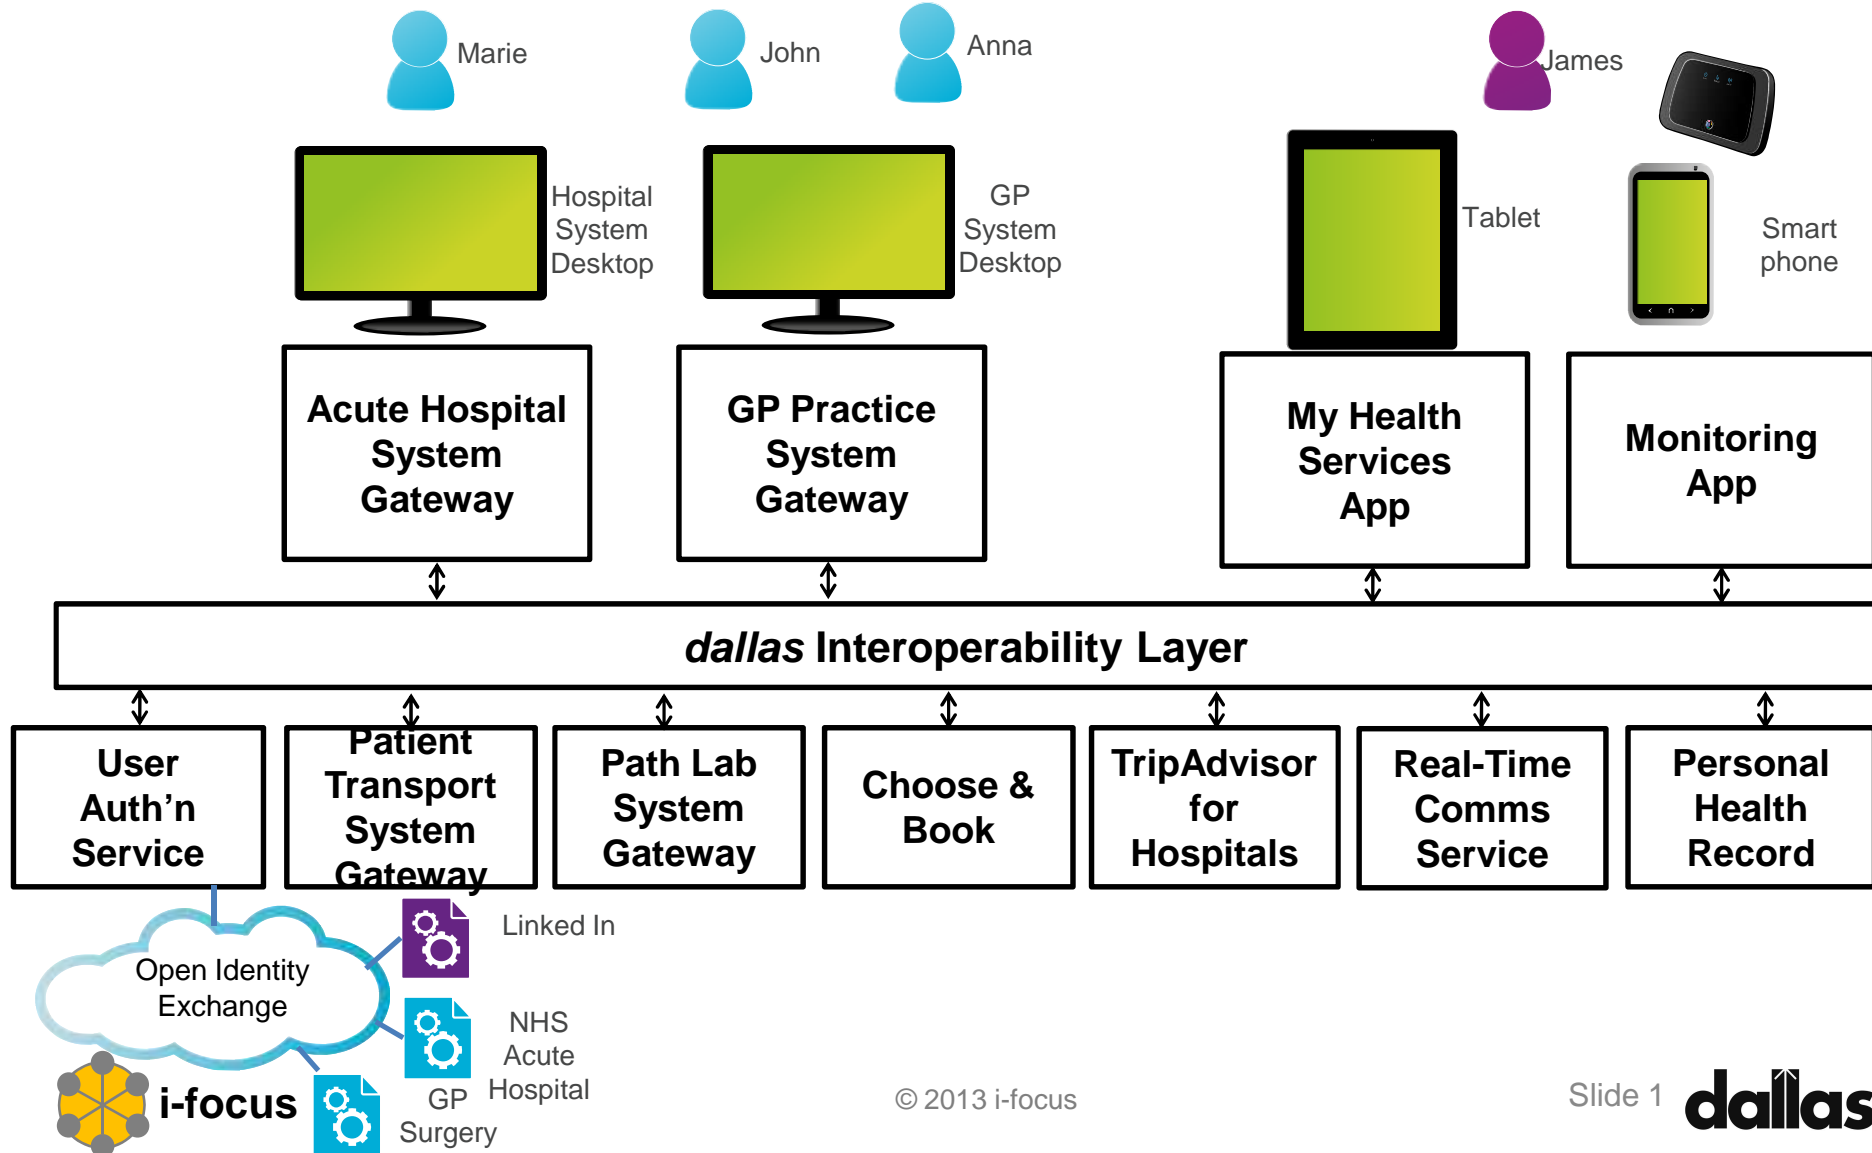 Marie
John
Anna
James
Hospital
System
Desktop
GP
System
Desktop
Tablet
Smart
phone
Acute Hospital
System
Gateway
GP Practice
System
Gateway
My Health
Services
App
Monitoring
App
dallas Interoperability Layer
User
Auth'n
Service
Patient
Transport
System
Gateway
Path Lab
System
Gateway
Choose &
Book
TripAdvisor
for
Hospitals
Real-Time
Comms
Service
Personal
Health
Record
Open Identity
Exchange
Linked In
NHS
Acute
Hospital
GP
Surgery
i-focus
© 2013 i-focus
Slide 1
dallas